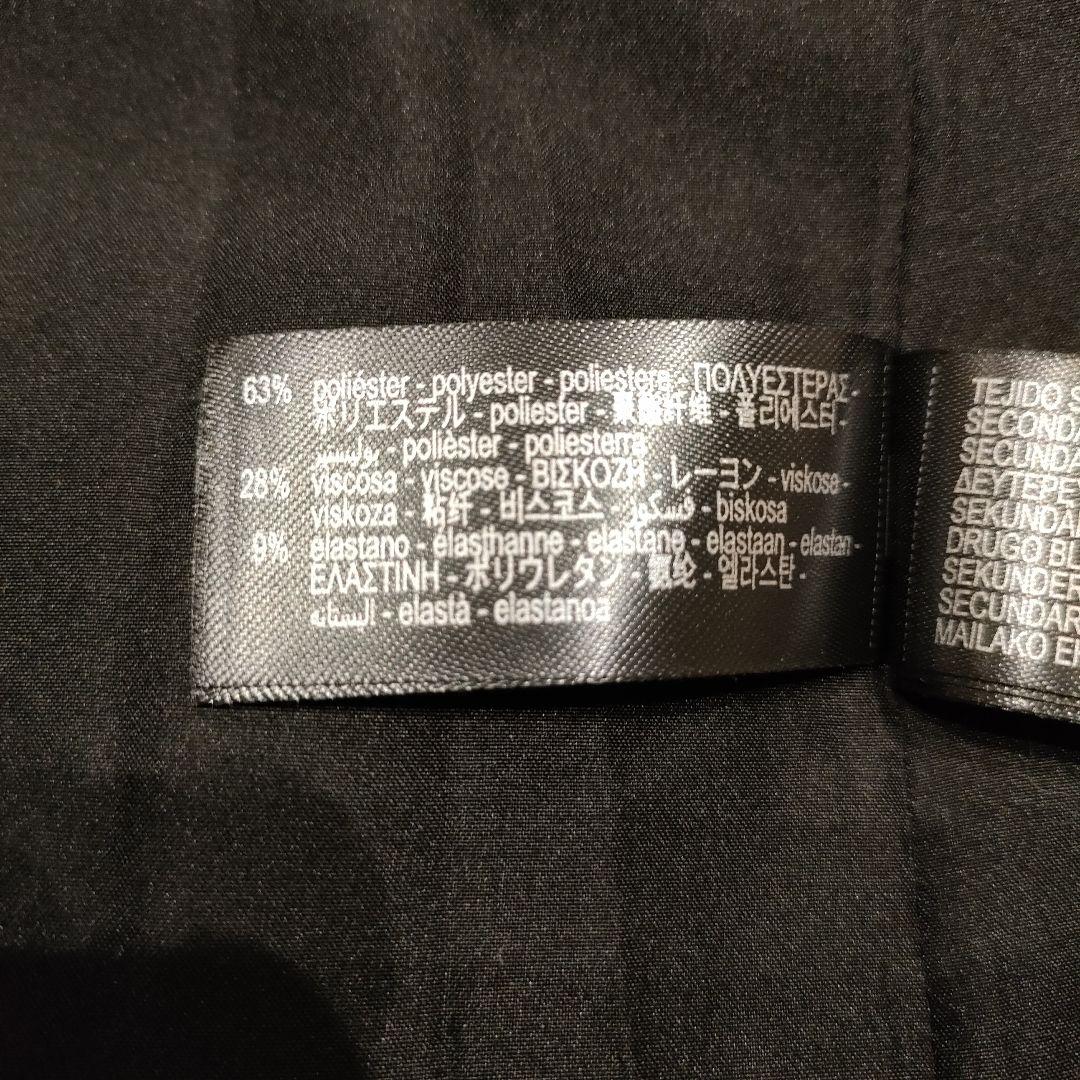 63% poliéster - polyester - poliestere - ΠΟΛΥΕΣΤΕΡΑΣ -
ポリエステル - poliester - 聚酯纤维 - 폴리에스터 -
بوليستير - poliéster - poliesterra
28% viscosa - viscose - ΒΙΣΚΟΖΗ - レーヨン - viskose -
viskoza - 粘纤 - 비스코스 - فسكوز - biskosa
9% elastano - élasthanne - elastane - elastaan - elastan -
ΕΛΑΣΤΙΝΗ - ポリウレタン - 氨纶 - 엘라스탄 -
اليستايه - elastà - elastanoa
TEJIDO S
SECONDA
SECUNDA
ΔΕΥΤΕΡΕ
SEKUNDA
DRUGO BL
SEKUNDER
SECUNDAR
MAILAKO E